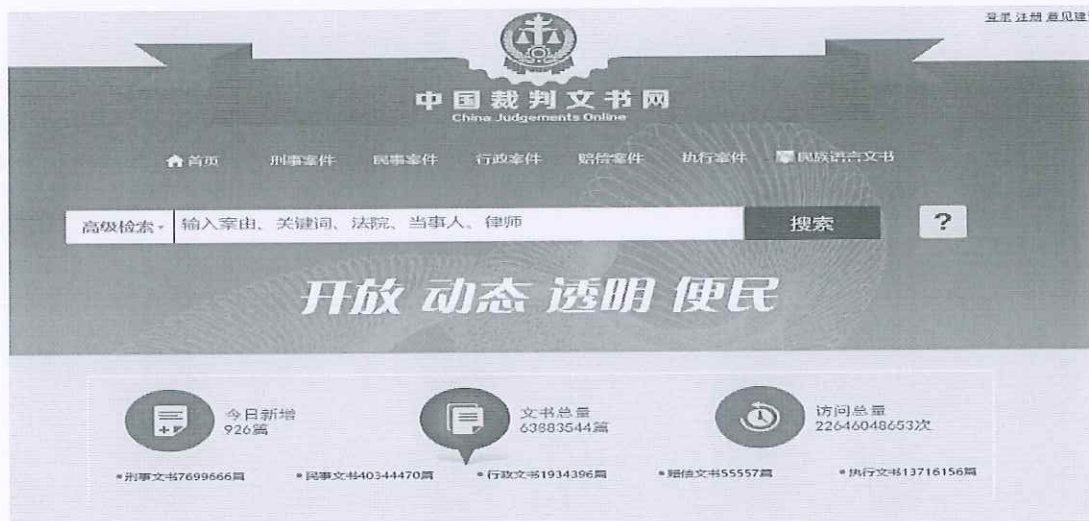 登录 注册 意见建
中国裁判文书网
China Judgements Online
首页 刑事案件 民事案件 行政案件 赔偿案件 执行案件 民族语言文书
高级检索 输入案由、关键词、法院、当事人、律师 搜索 ?
开放 动态 透明 便民
今日新增 文书总量 访问总量
926篇 63883544篇 22646048653次
刑事文书7699666篇 民事文书40344470篇 行政文书1934396篇 赔偿文书55557篇 执行文书13716156篇